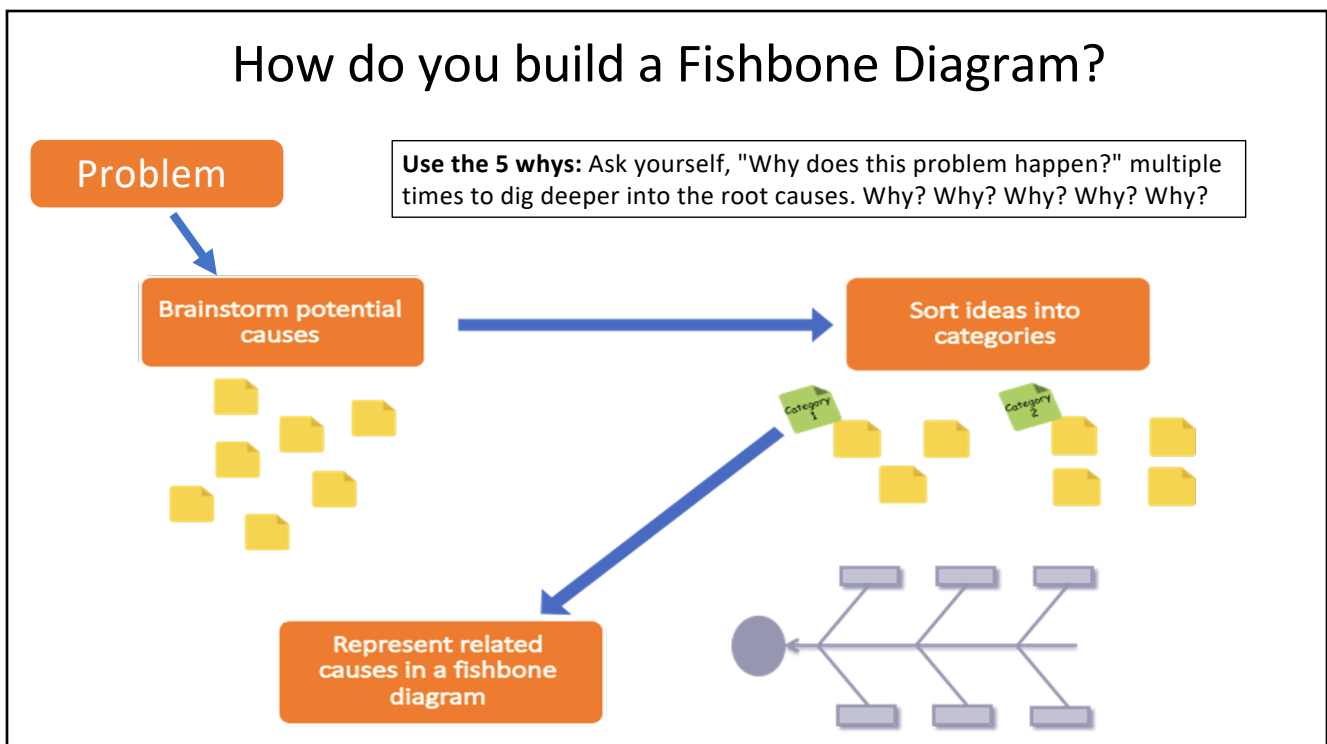 How do you build a Fishbone Diagram?
Problem
Use the 5 whys: Ask yourself, "Why does this problem happen?" multiple
times to dig deeper into the root causes. Why? Why? Why? Why? Why?
Brainstorm potential
causes
Sort ideas into
categories
Category
1
Category
2
Represent related
causes in a fishbone
diagram